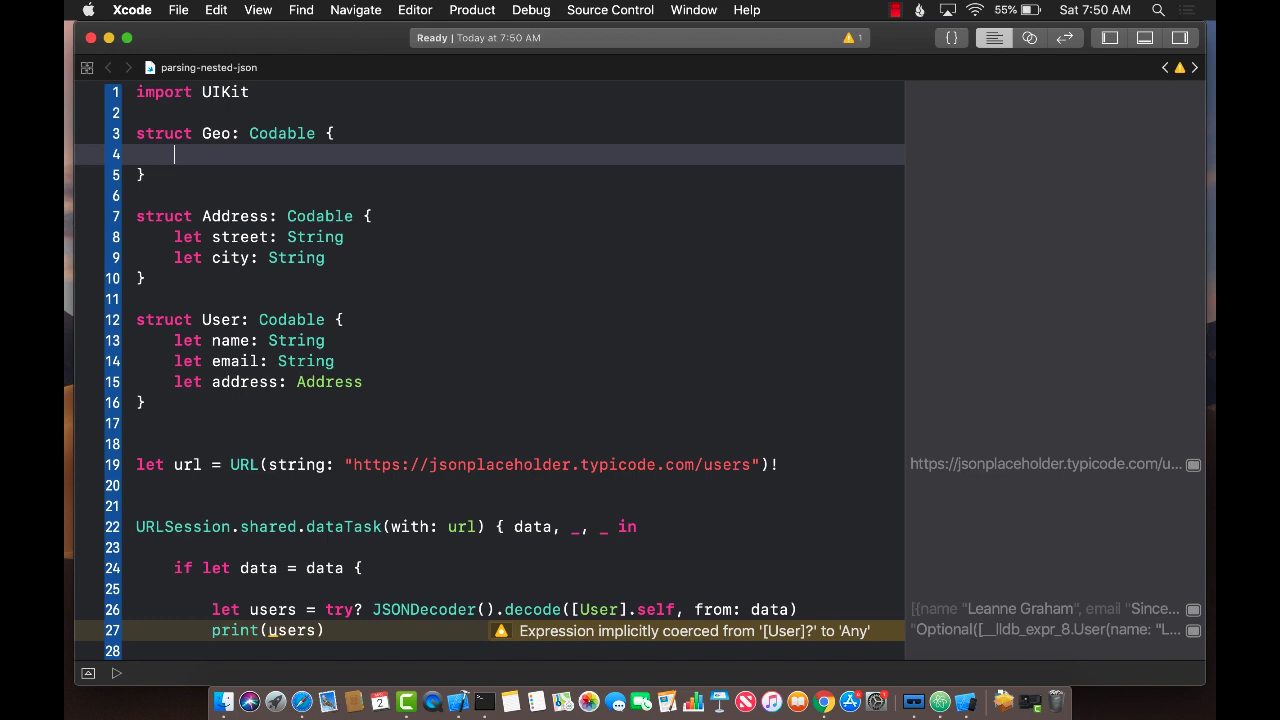 Xcode File Edit View Find Navigate Editor Product Debug Source Control Window Help 55% Sat 7:50 AM
Ready | Today at 7:50 AM 1 { }
parsing-nested-json
1 import UIKit
2
3 struct Geo: Codable {
4
5 }
6
7 struct Address: Codable {
8 let street: String
9 let city: String
10 }
11
12 struct User: Codable {
13 let name: String
14 let email: String
15 let address: Address
16 }
17
18
19 let url = URL(string: "https://jsonplaceholder.typicode.com/users")! https://jsonplaceholder.typicode.com/u...
20
21
22 URLSession.shared.dataTask(with: url) { data, _, _ in
23
24 if let data = data {
25
26 let users = try? JSONDecoder().decode([User].self, from: data) [{name "Leanne Graham", email "Since...
27 print(users) Expression implicitly coerced from '[User]?' to 'Any' "Optional([__lldb_expr_8.User(name: "L...
28
2